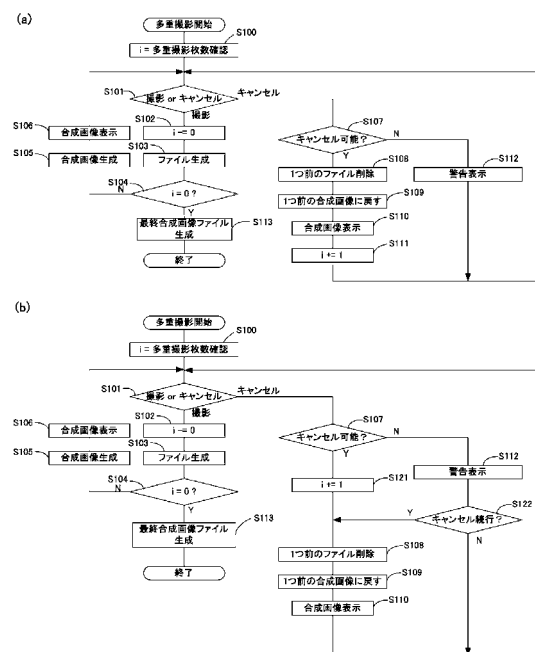 (a)
多重撮影開始
S100
i = 多重撮影枚数確認
S101
撮影 or キャンセル
キャンセル
撮影
S106
合成画像表示
S102
i -= 0
S105
合成画像生成
S103
ファイル生成
S104
i = 0 ?
N
Y
最終合成画像ファイル
生成
S113
終了
S107
キャンセル可能?
N
Y
S108
1つ前のファイル削除
S112
警告表示
S109
1つ前の合成画像に戻す
S110
合成画像表示
S111
i += 1
(b)
多重撮影開始
S100
i = 多重撮影枚数確認
S101
撮影 or キャンセル
キャンセル
撮影
S106
合成画像表示
S102
i -= 0
S105
合成画像生成
S103
ファイル生成
S104
i = 0 ?
N
Y
最終合成画像ファイル
生成
S113
終了
S107
キャンセル可能?
N
Y
S112
警告表示
S121
i += 1
S122
キャンセル続行?
Y
N
S108
1つ前のファイル削除
S109
1つ前の合成画像に戻す
S110
合成画像表示